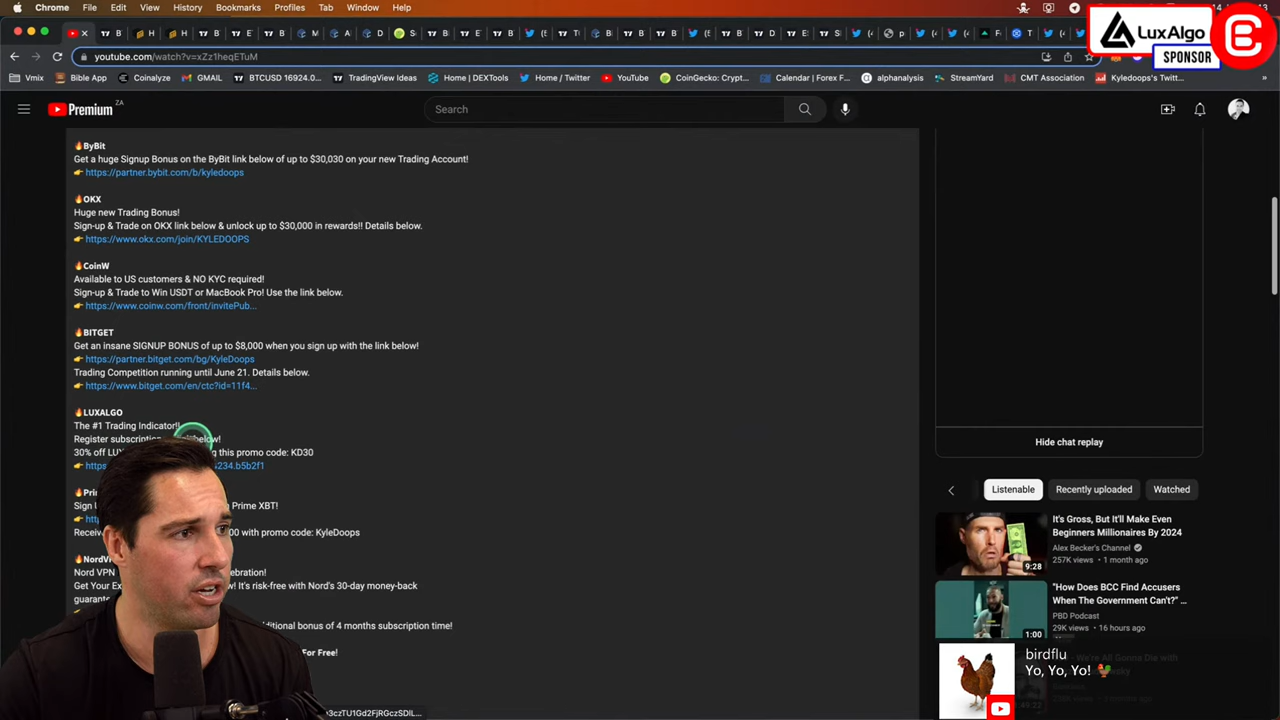 Chrome File Edit View History Bookmarks Profiles Tab Window Help
youtube.com/watch?v=xZz1heqETuM
LuxAlgo
SPONSOR
Vmix Bible App Coinalyze GMAIL BTCUSD 16924.0... TradingView Ideas Home | DEXTools Home / Twitter YouTube CoinGecko: Crypt... Calendar | Forex F... alphanalysis StreamYard CMT Association Kyledoops's Twitt...
Premium ZA
Search
🔥ByBit
Get a huge Signup Bonus on the ByBit link below of up to $30,030 on your new Trading Account!
👉 https://partner.bybit.com/b/kyledoops
🔥OKX
Huge new Trading Bonus!
Sign-up & Trade on OKX link below & unlock up to $30,000 in rewards!! Details below.
👉 https://www.okx.com/join/KYLEDOOPS
🔥CoinW
Available to US customers & NO KYC required!
Sign-up & Trade to Win USDT or MacBook Pro! Use the link below.
👉 https://www.coinw.com/front/invitePub...
🔥BITGET
Get an insane SIGNUP BONUS of up to $8,000 when you sign up with the link below!
👉 https://partner.bitget.com/bg/KyleDoops
Trading Competition running until June 21. Details below.
👉 https://www.bitget.com/en/ctc?id=11f4...
🔥LUXALGO
The #1 Trading Indicator!!
Register subscription below!
30% off this promo code: KD30
234.b5b2f1
Sign Prime XBT!
with promo code: KyleDoops
Nord VPN
Get Your It's risk-free with Nord's 30-day money-back
bonus of 4 months subscription time!
For Free!
Hide chat replay
Listenable Recently uploaded Watched
It's Gross, But It'll Make Even
Beginners Millionaires By 2024
Alex Becker's Channel
257K views • 1 month ago
9:28
"How Does BCC Find Accusers
When The Government Can't?" ...
PBD Podcast
29K views • 16 hours ago
1:00
birdflu
Yo, Yo, Yo! 🐓